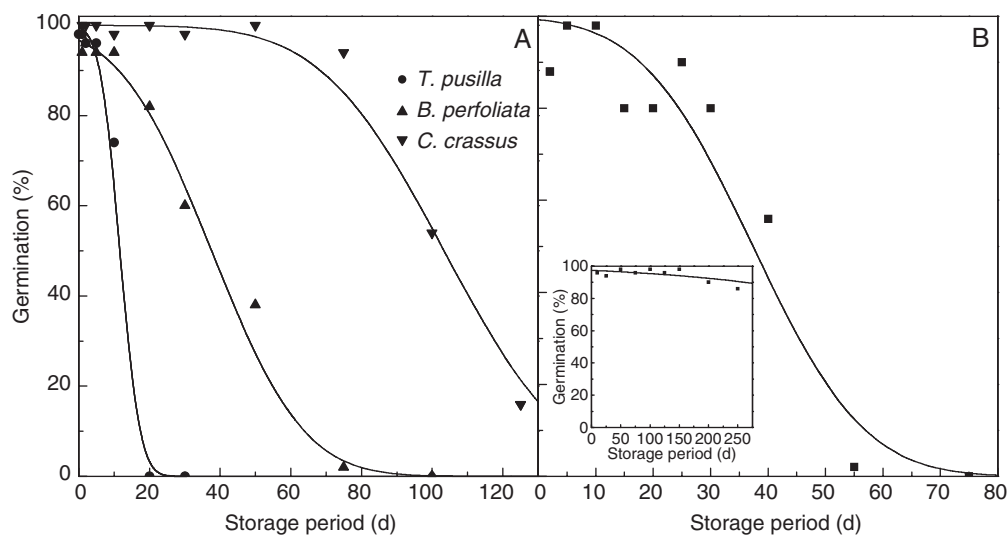 100
80
60
40
20
0
Germination (%)
0 20 40 60 80 100 120
Storage period (d)
A
T. pusilla
B. perfoliata
C. crassus
B
0 10 20 30 40 50 60 70 80
Storage period (d)
100
80
60
40
20
0
Germination (%)
0 50 100 150 200 250
Storage period (d)